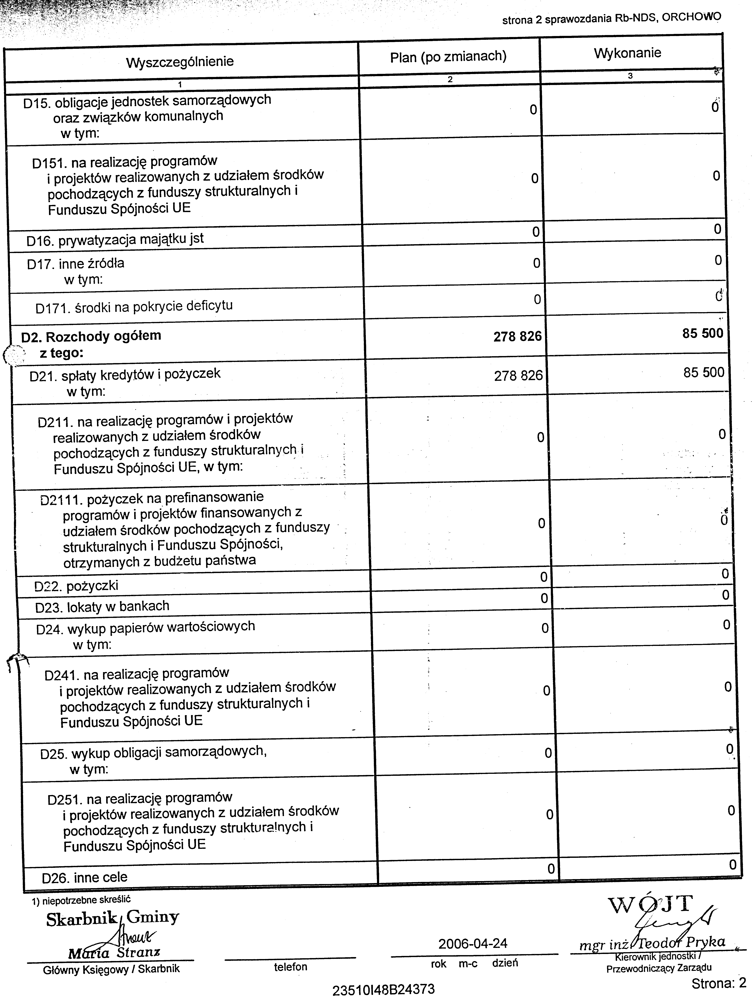 strona 2 sprawozdania Rb-NDS, ORCHOWO
Wyszczególnienie Plan (po zmianach) Wykonanie
1 2 3
D15. obligacje jednostek samorządowych
oraz związków komunalnych 0 0
w tym:
D151. na realizację programów
i projektów realizowanych z udziałem środków 0 0
pochodzących z funduszy strukturalnych i
Funduszu Spójności UE
D16. prywatyzacja majątku jst 0 0
D17. inne źródła 0 0
w tym:
D171. środki na pokrycie deficytu 0 0
D2. Rozchody ogółem 278 826 85 500
z tego:
D21. spłaty kredytów i pożyczek 278 826 85 500
w tym:
D211. na realizację programów i projektów
realizowanych z udziałem środków 0 0
pochodzących z funduszy strukturalnych i
Funduszu Spójności UE, w tym:
D2111. pożyczek na prefinansowanie
programów i projektów finansowanych z
udziałem środków pochodzących z funduszy 0 0
strukturalnych i Funduszu Spójności,
otrzymanych z budżetu państwa
D22. pożyczki 0 0
D23. lokaty w bankach 0 0
D24. wykup papierów wartościowych 0 0
w tym:
D241. na realizację programów
i projektów realizowanych z udziałem środków 0 0
pochodzących z funduszy strukturalnych i
Funduszu Spójności UE
D25. wykup obligacji samorządowych, 0 0
w tym:
D251. na realizację programów
i projektów realizowanych z udziałem środków 0 0
pochodzących z funduszy strukturalnych i
Funduszu Spójności UE
D26. inne cele 0 0
1) niepotrzebne skreślić
Skarbnik Gminy
Maria Stranz
Główny Księgowy / Skarbnik
telefon
2006-04-24
rok m-c dzień
WÓJT
mgr inż. Teodor Pryka
Kierownik jednostki /
Przewodniczący Zarządu
23510I48B24373
Strona: 2